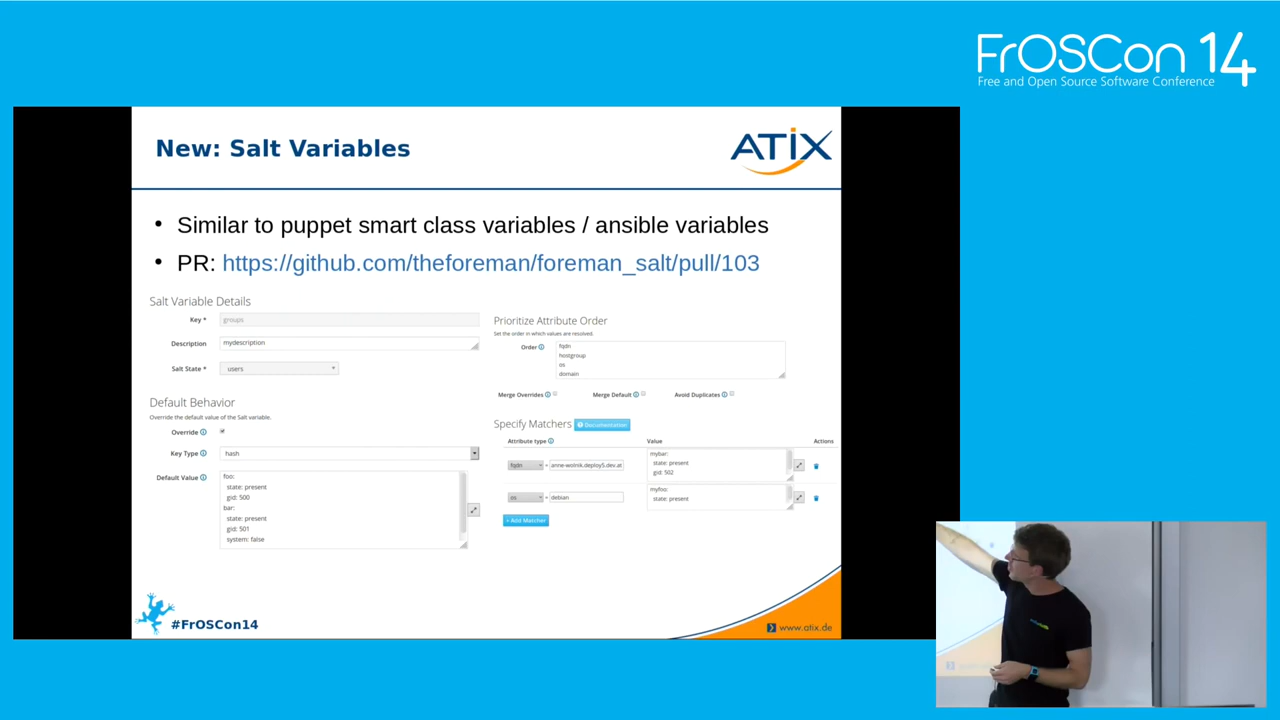 FrOSCon 14
Free and Open Source Software Conference
New: Salt Variables
ATIX
• Similar to puppet smart class variables / ansible variables
• PR: https://github.com/theforeman/foreman_salt/pull/103
Salt Variable Details
Key * groups
Description mydescription
Salt State * users
Default Behavior
Override the default value of the Salt variable.
Override
Key Type hash
Default Value foo:
state: present
gid: 500
bar:
state: present
gid: 501
system: false
Prioritize Attribute Order
Set the order in which values are resolved.
Order fqdn
hostgroup
os
domain
Merge Overrides Merge Default Avoid Duplicates
Specify Matchers Documentation
Attribute type Value Actions
fqdn = anne-wolnik.deploy5.dev.at
mybar:
state: present
gid: 502
os = debian
myfno:
state: present
+ Add Matcher
#FrOSCon14
www.atix.de